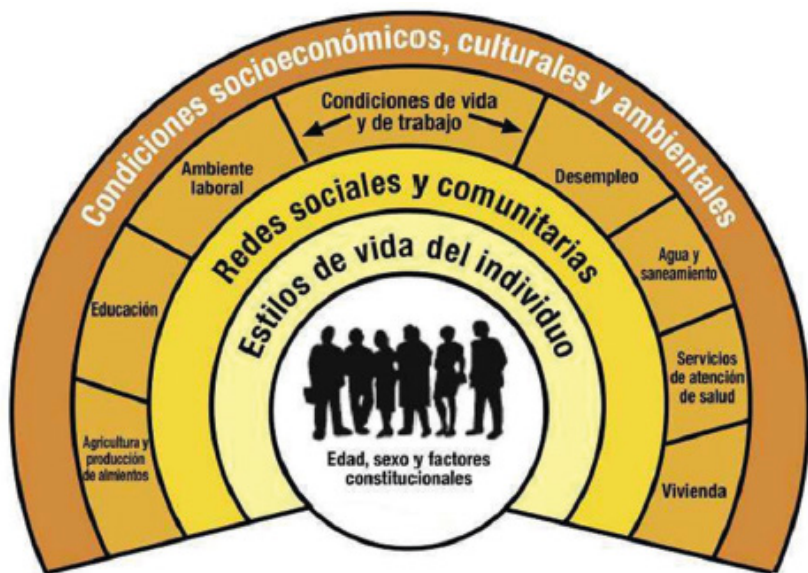 Condiciones socioeconómicos, culturales y ambientales
Condiciones de vida
y de trabajo
Ambiente
laboral
Desempleo
Redes sociales y comunitarias
Agua y
saneamiento
Estilos de vida del individuo
Educación
Servicios
de atención
de salud
Agricultura y
producción
de almientos
Edad, sexo y factores
constitucionales
Vivienda